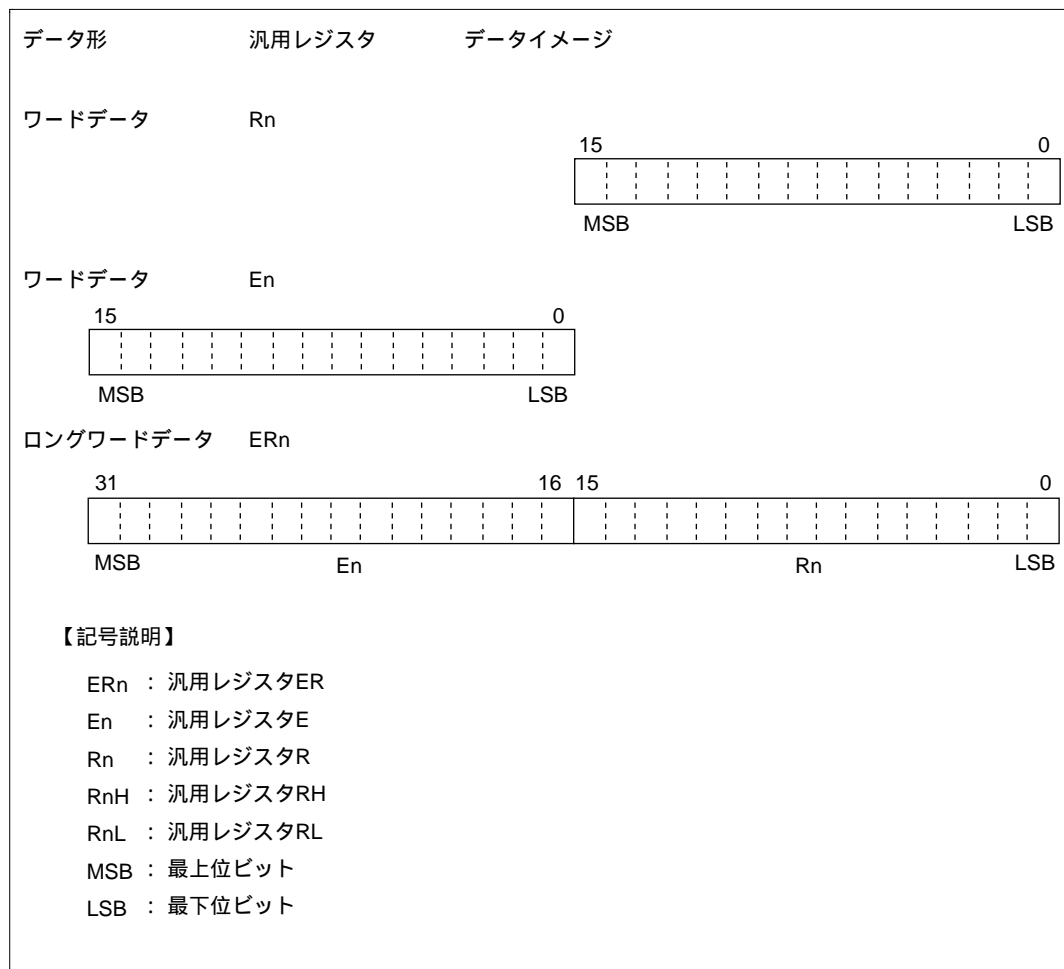 データ形 汎用レジスタ データイメージ
ワードデータ Rn
15 0
MSB LSB
ワードデータ En
15 0
MSB LSB
ロングワードデータ ERn
31 16 15 0
MSB En Rn LSB
【記号説明】
ERn : 汎用レジスタER
En : 汎用レジスタE
Rn : 汎用レジスタR
RnH : 汎用レジスタRH
RnL : 汎用レジスタRL
MSB : 最上位ビット
LSB : 最下位ビット